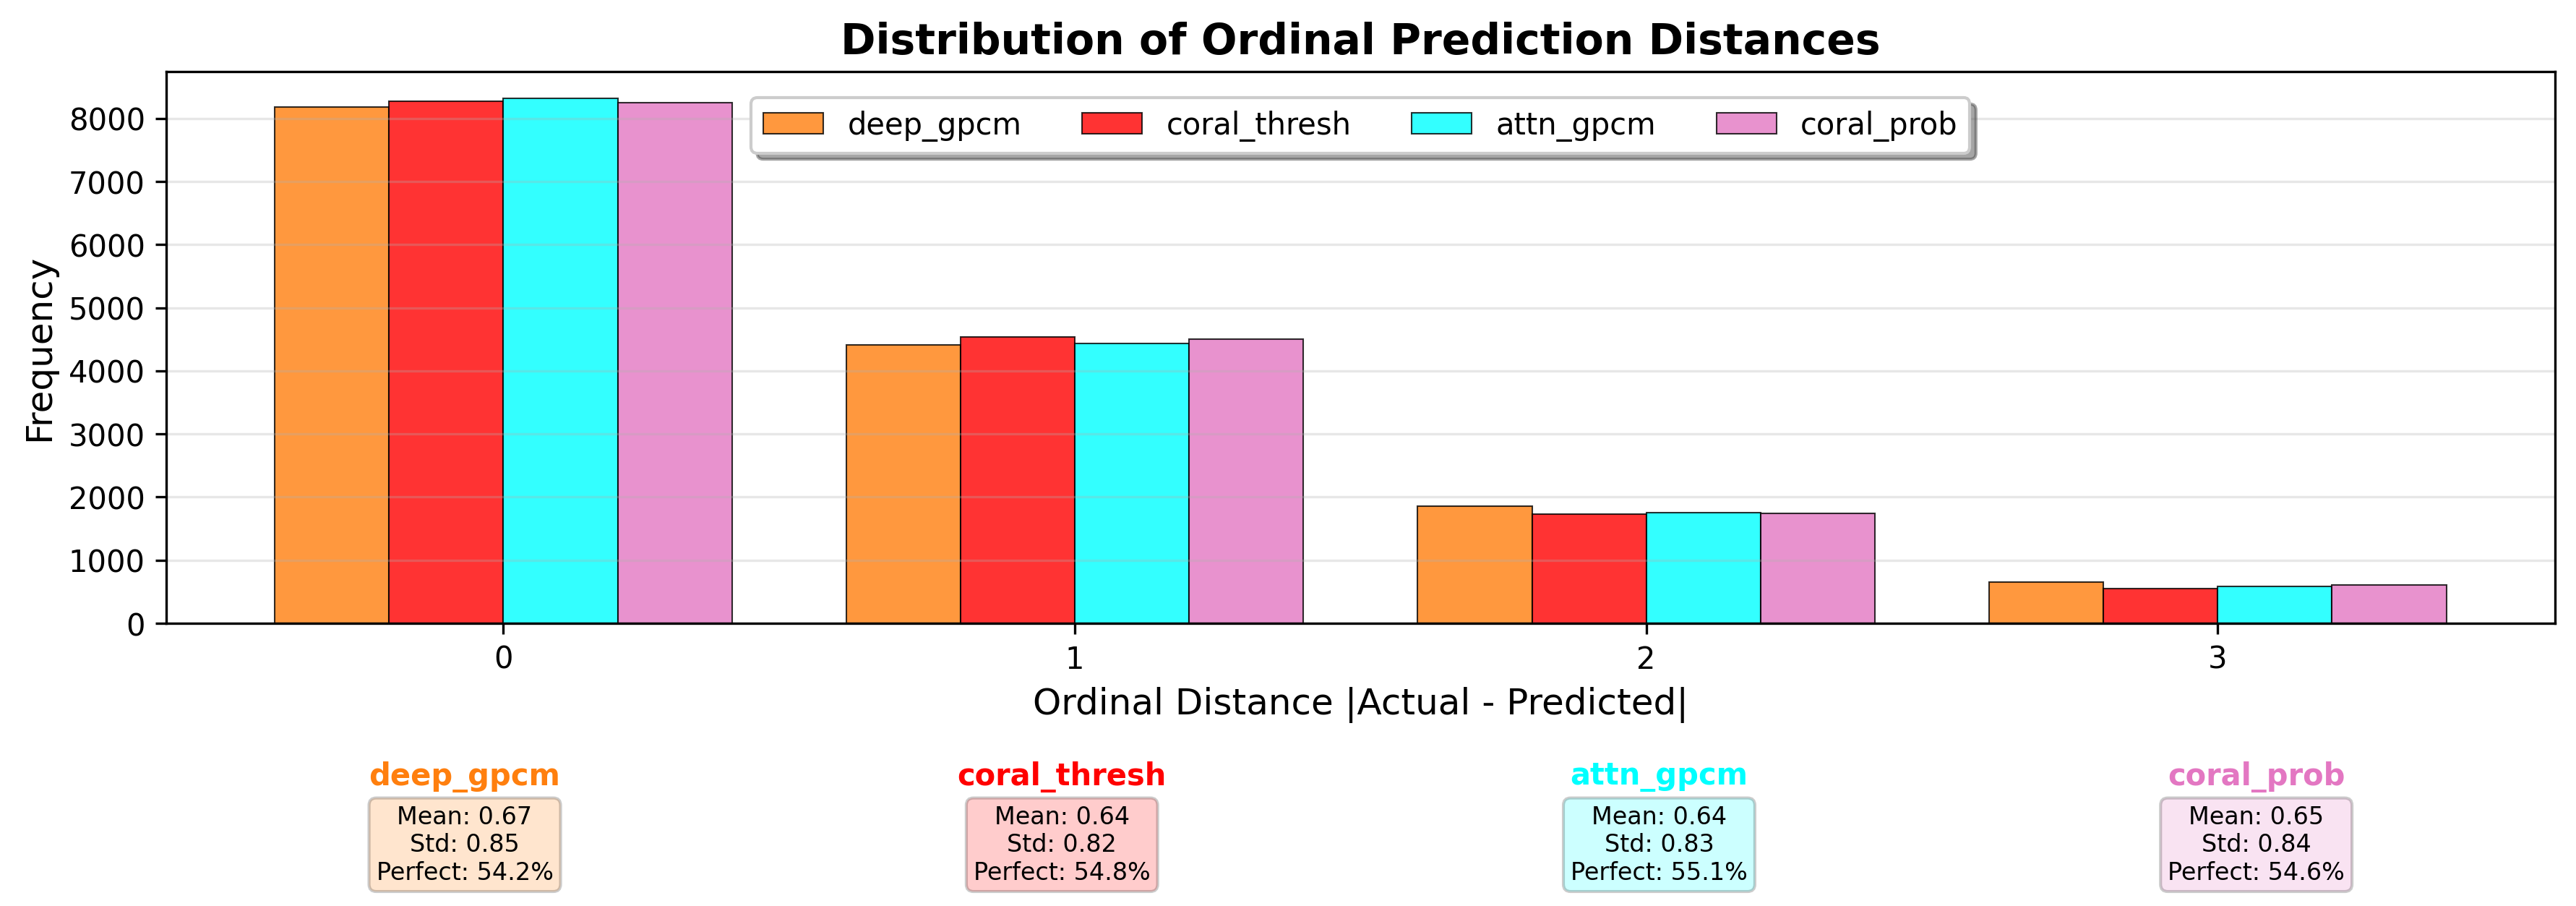 Distribution of Ordinal Prediction Distances
deep_gpcm coral_thresh attn_gpcm coral_prob
Frequency
8000
7000
6000
5000
4000
3000
2000
1000
0
0 1 2 3
Ordinal Distance |Actual - Predicted|
deep_gpcm
Mean: 0.67
Std: 0.85
Perfect: 54.2%
coral_thresh
Mean: 0.64
Std: 0.82
Perfect: 54.8%
attn_gpcm
Mean: 0.64
Std: 0.83
Perfect: 55.1%
coral_prob
Mean: 0.65
Std: 0.84
Perfect: 54.6%